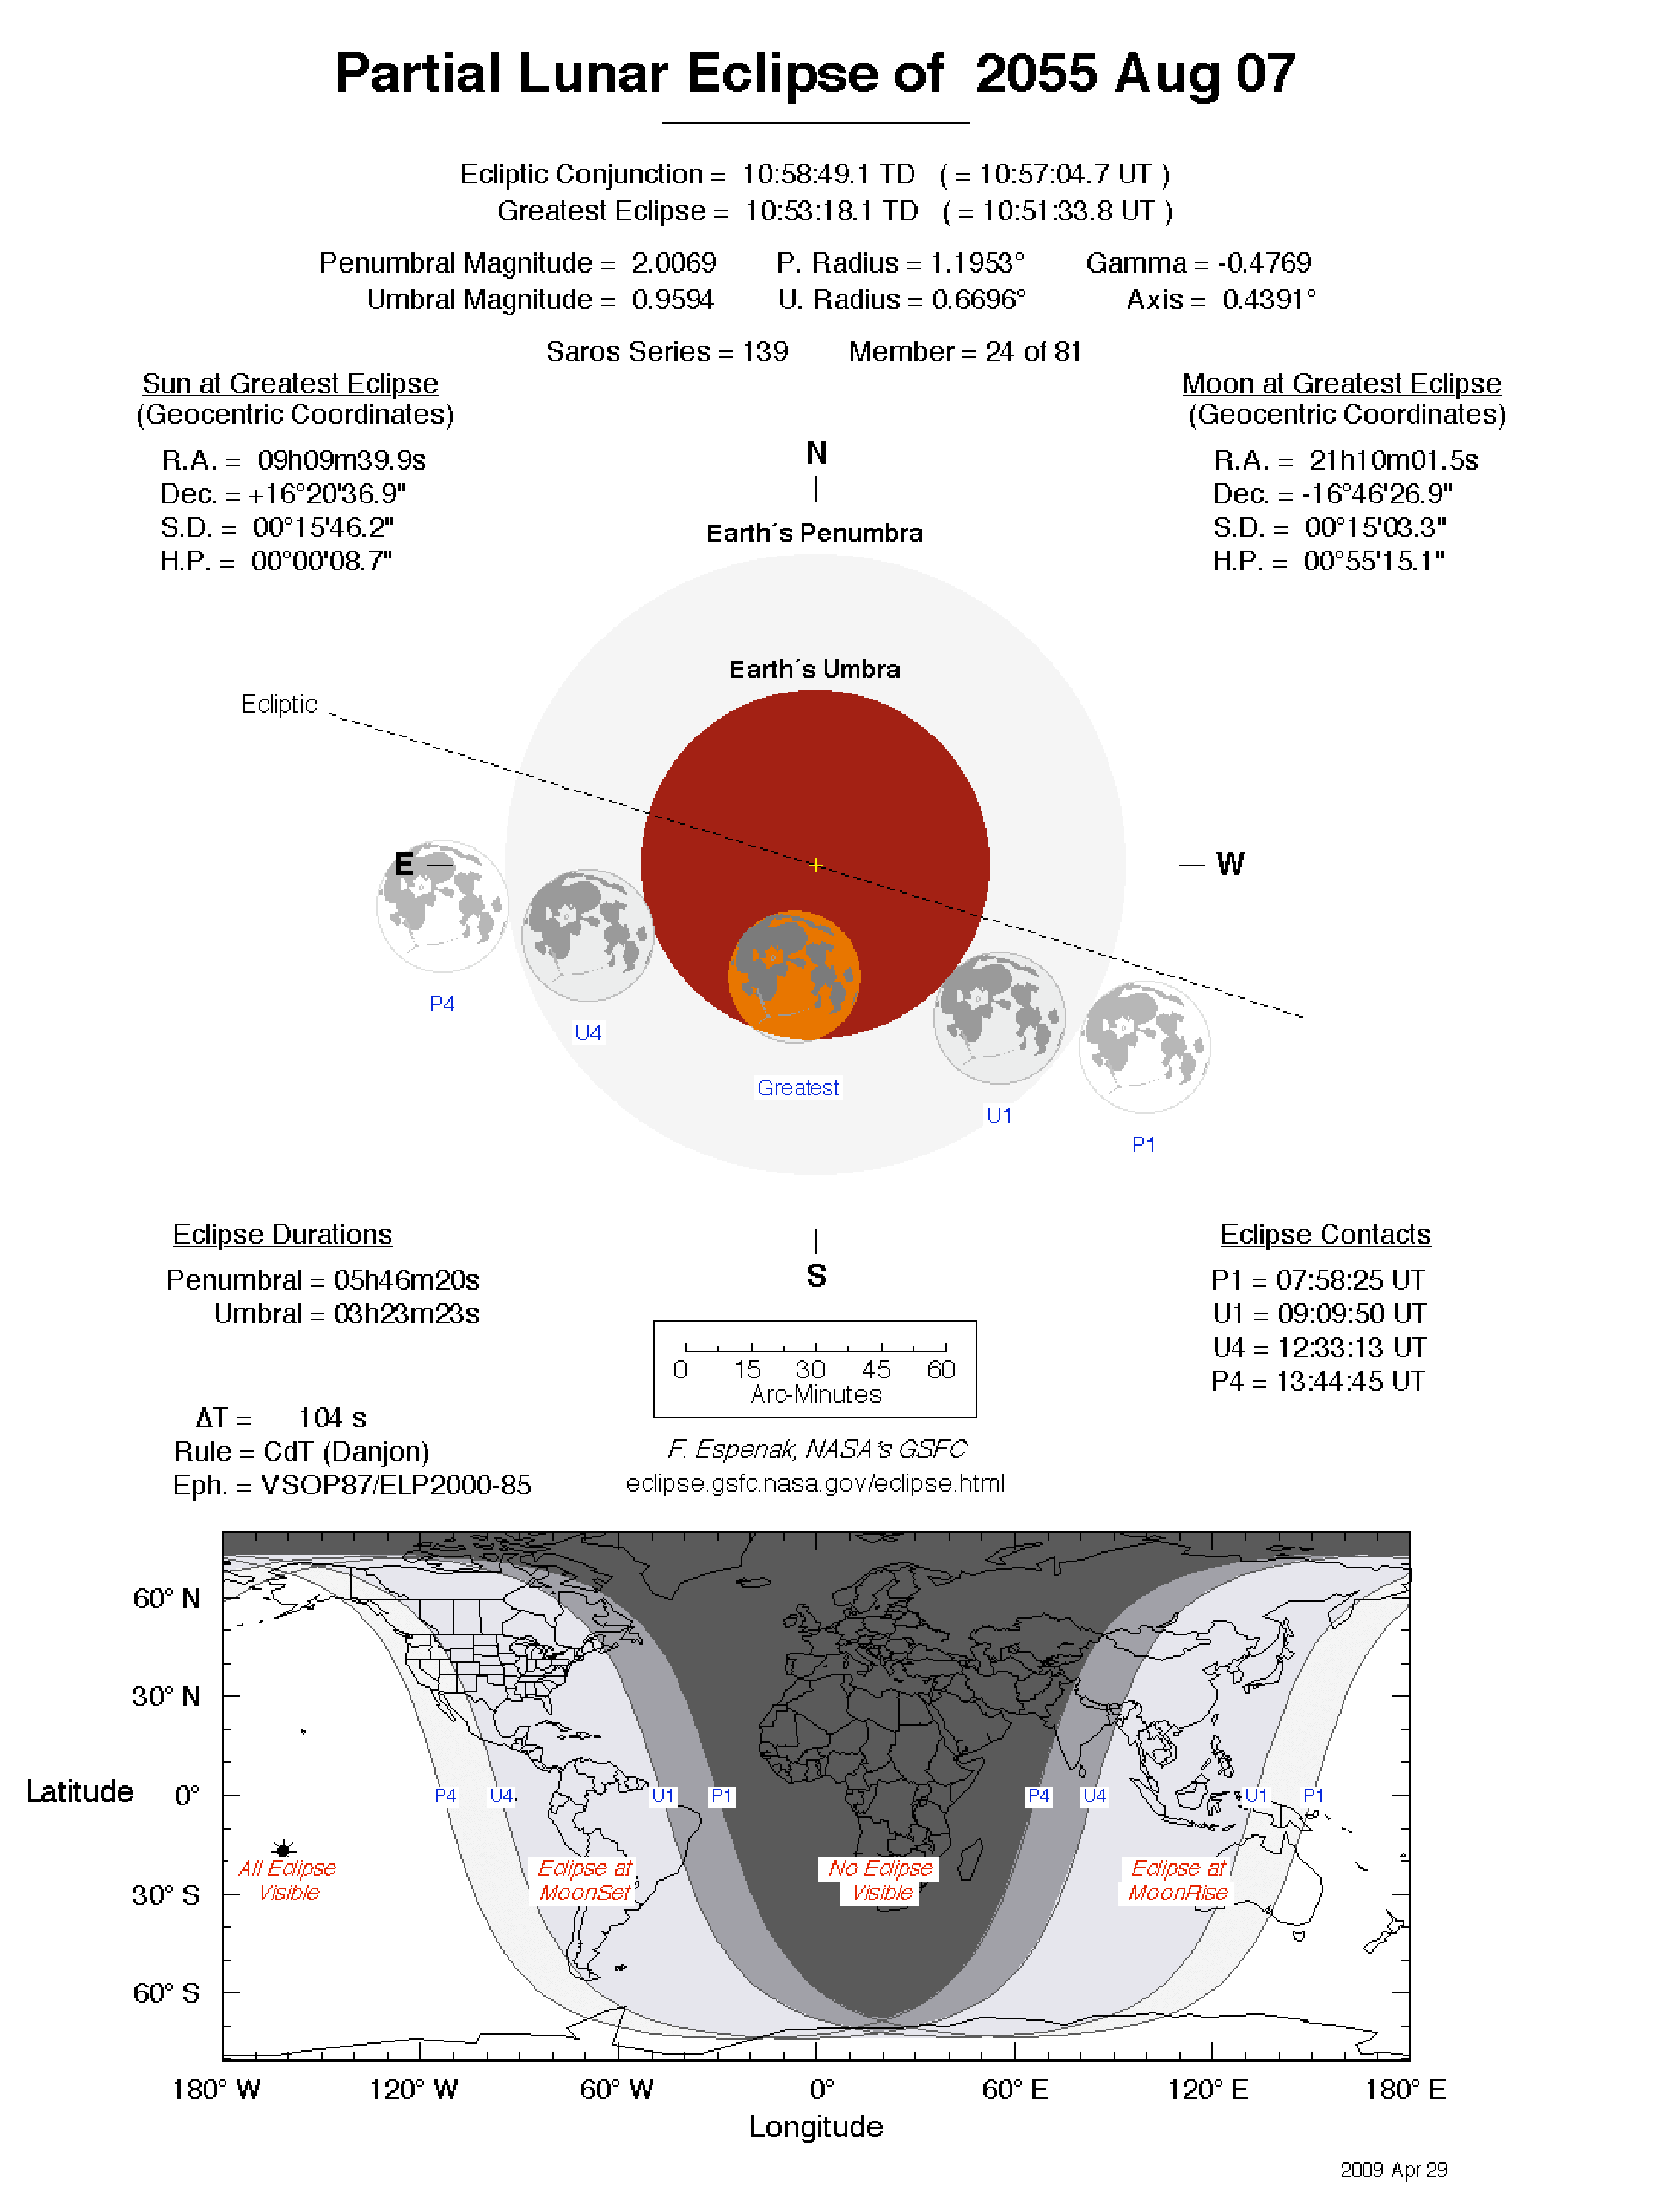 Partial Lunar Eclipse of 2055 Aug 07
Ecliptic Conjunction = 10:58:49.1 TD ( = 10:57:04.7 UT )
Greatest Eclipse = 10:53:18.1 TD ( = 10:51:33.8 UT )
Penumbral Magnitude = 2.0069 P. Radius = 1.1953° Gamma = -0.4769
Umbral Magnitude = 0.9594 U. Radius = 0.6696° Axis = 0.4391°
Saros Series = 139 Member = 24 of 81
Sun at Greatest Eclipse
(Geocentric Coordinates)
R.A. = 09h09m39.9s
Dec. = +16°20'36.9"
S.D. = 00°15'46.2"
H.P. = 00°00'08.7"
Moon at Greatest Eclipse
(Geocentric Coordinates)
R.A. = 21h10m01.5s
Dec. = -16°46'26.9"
S.D. = 00°15'03.3"
H.P. = 00°55'15.1"
N
Earth´s Penumbra
Earth´s Umbra
Ecliptic
E
W
P4
U4
Greatest
U1
P1
S
Eclipse Durations
Penumbral = 05h46m20s
Umbral = 03h23m23s
Eclipse Contacts
P1 = 07:58:25 UT
U1 = 09:09:50 UT
U4 = 12:33:13 UT
P4 = 13:44:45 UT
0 15 30 45 60
Arc-Minutes
ΔT = 104 s
Rule = CdT (Danjon)
Eph. = VSOP87/ELP2000-85
F. Espenak, NASA's GSFC
eclipse.gsfc.nasa.gov/eclipse.html
60° N
30° N
Latitude 0°
30° S
60° S
P4 U4 U1 P1 P4 U4 U1 P1
All Eclipse
Visible
Eclipse at
MoonSet
No Eclipse
Visible
Eclipse at
MoonRise
180° W 120° W 60° W 0° 60° E 120° E 180° E
Longitude
2009 Apr 29